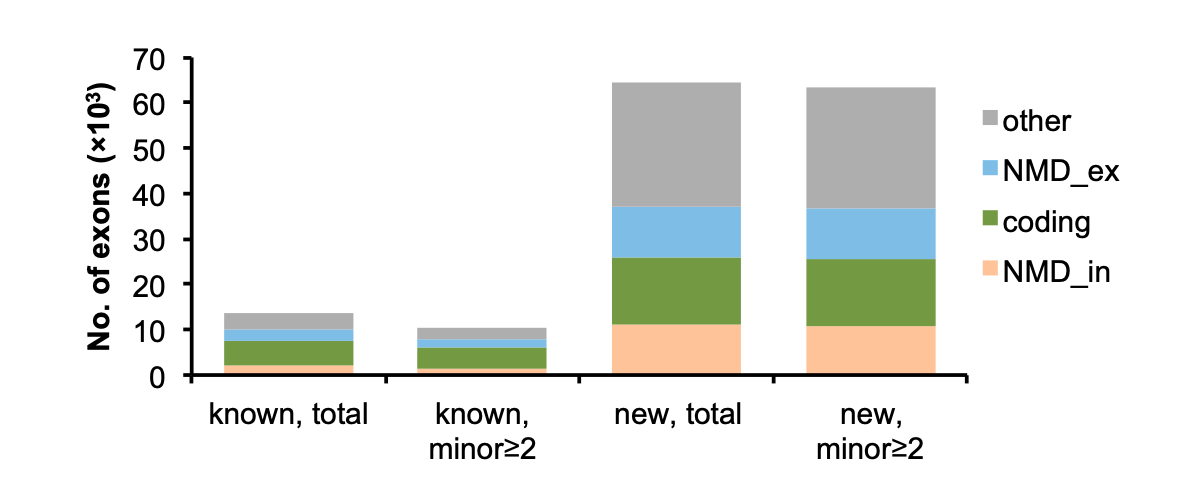 No. of exons (×10³)
70
60
50
40
30
20
10
0
known, total
known,
minor≥2
new, total
new,
minor≥2
other
NMD_ex
coding
NMD_in